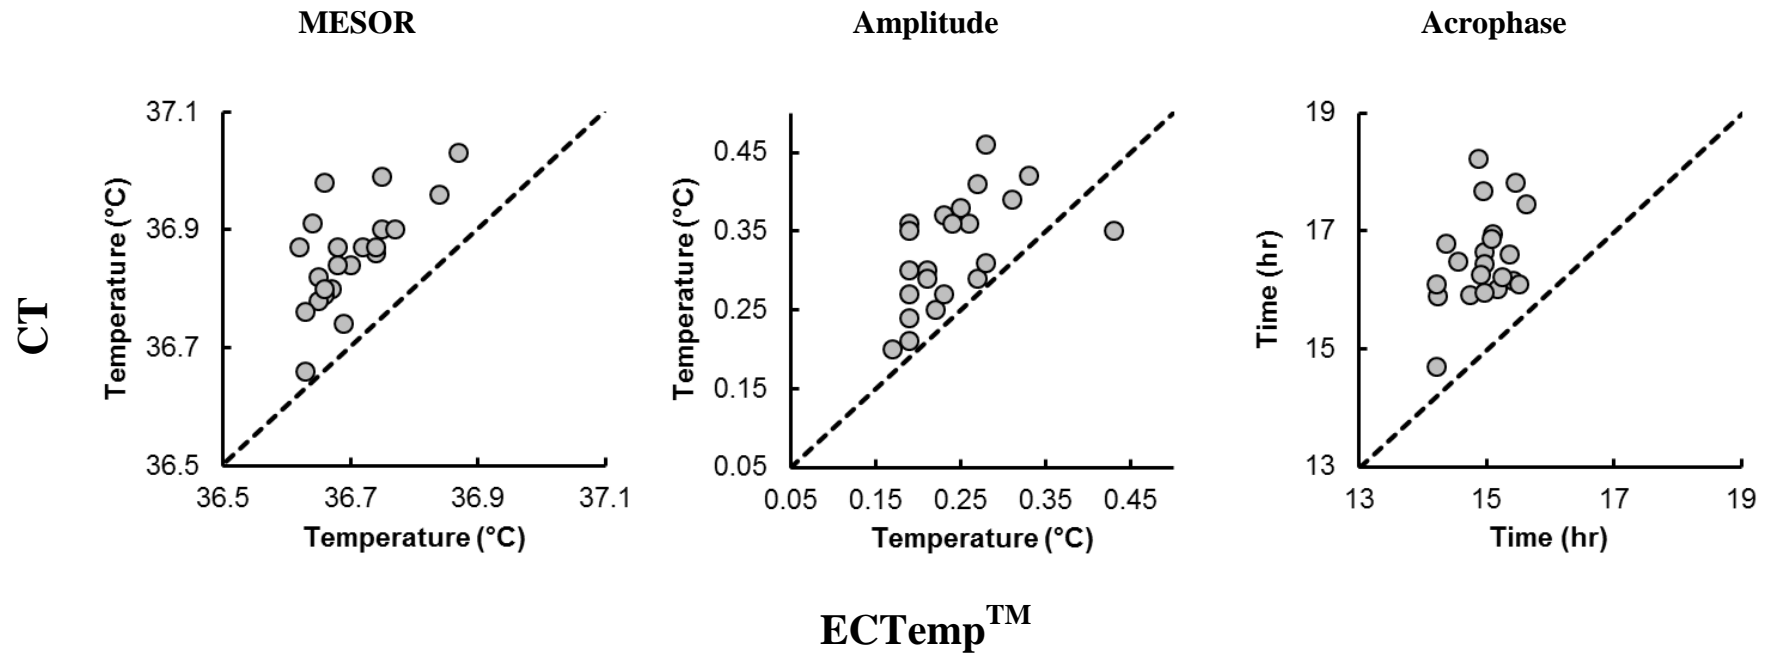 MESOR
Amplitude
Acrophase
CT
Temperature (°C)
37.1
36.9
36.7
36.5
36.5 36.7 36.9 37.1
Temperature (°C)
Temperature (°C)
0.45
0.35
0.25
0.15
0.05
0.05 0.15 0.25 0.35 0.45
Temperature (°C)
Time (hr)
19
17
15
13
13 15 17 19
Time (hr)
ECTemp™